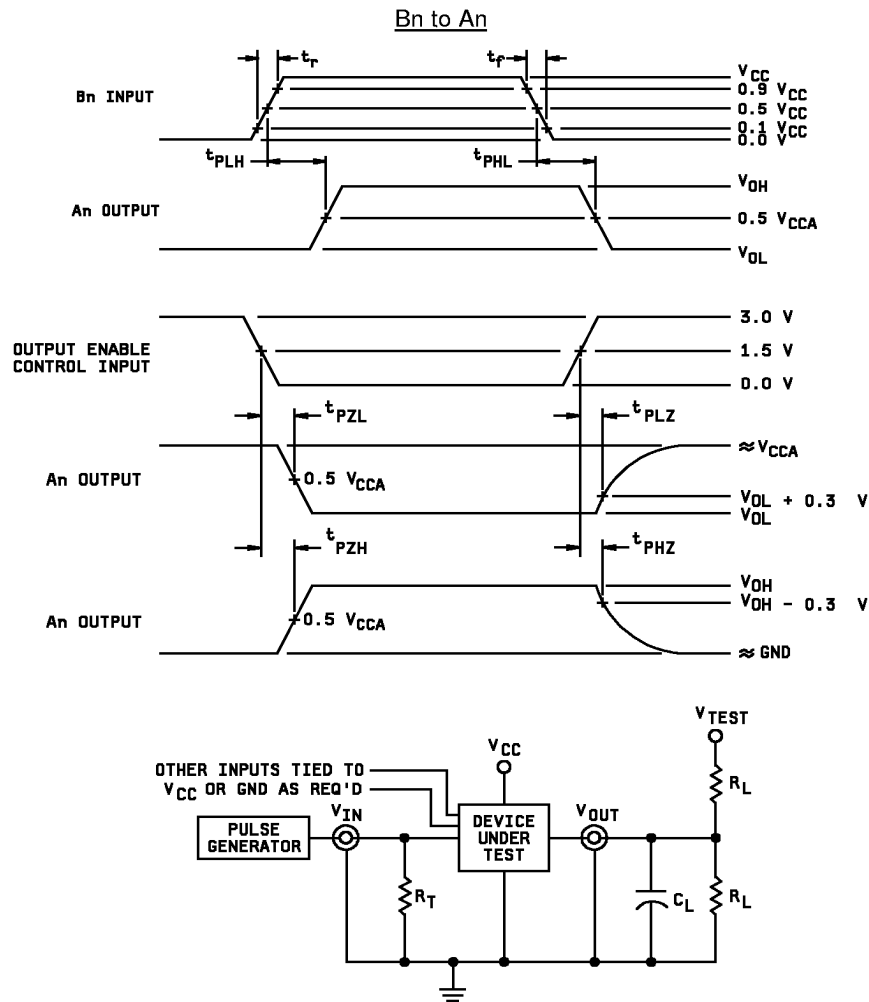 Bn to An
tr
tf
Bn INPUT
VCC
0.9 VCC
0.5 VCC
0.1 VCC
0.0 V
tPLH
tPHL
An OUTPUT
VOH
0.5 VCCA
VOL
OUTPUT ENABLE
CONTROL INPUT
3.0 V
1.5 V
0.0 V
tPZL
tPLZ
An OUTPUT
0.5 VCCA
≈VCCA
VOL + 0.3 V
VOL
tPZH
tPHZ
An OUTPUT
0.5 VCCA
VOH
VOH - 0.3 V
≈ GND
VTEST
VCC
OTHER INPUTS TIED TO
VCC OR GND AS REQ'D
RL
VIN
VOUT
PULSE
GENERATOR
DEVICE
UNDER
TEST
RT
CL
RL